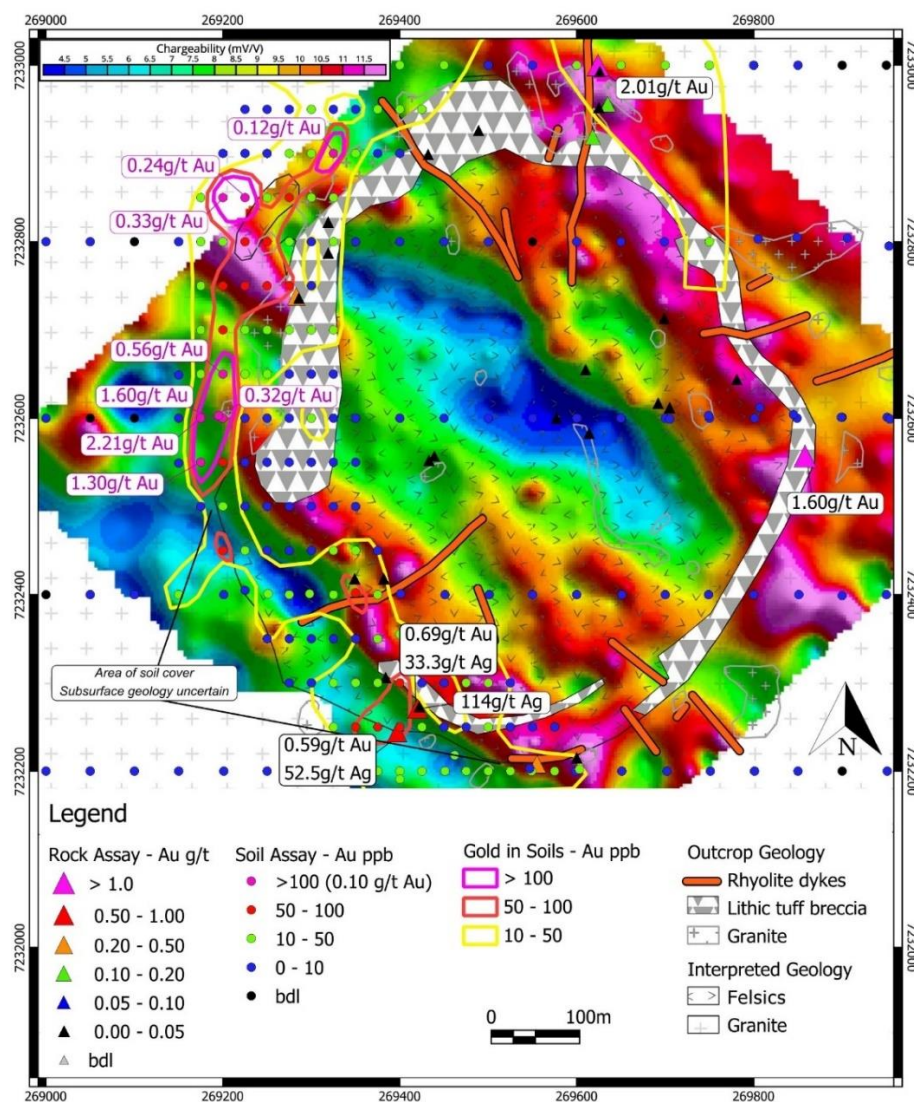 269000 269200 269400 269600 269800
Chargeability (mV/V)
4.5 5 5.5 6 6.5 7 7.5 8 8.5 9 9.5 10 10.5 11 11.5
7233000
7233000
2.01g/t Au
0.12g/t Au
0.24g/t Au
0.33g/t Au
7232800
7232800
0.56g/t Au
1.60g/t Au
0.32g/t Au
7232600
7232600
2.21g/t Au
1.30g/t Au
1.60g/t Au
7232400
7232400
0.69g/t Au
33.3g/t Ag
Area of soil cover
Subsurface geology uncertain
114g/t Ag
0.59g/t Au
52.5g/t Ag
N
7232200
7232200
Legend
Rock Assay - Au g/t
> 1.0
0.50 - 1.00
0.20 - 0.50
0.10 - 0.20
0.05 - 0.10
0.00 - 0.05
bdl
Soil Assay - Au ppb
>100 (0.10 g/t Au)
50 - 100
10 - 50
0 - 10
bdl
Gold in Soils - Au ppb
> 100
50 - 100
10 - 50
Outcrop Geology
Rhyolite dykes
Lithic tuff breccia
Granite
Interpreted Geology
Felsics
Granite
7232000
7232000
0 100m
269000 269200 269400 269600 269800